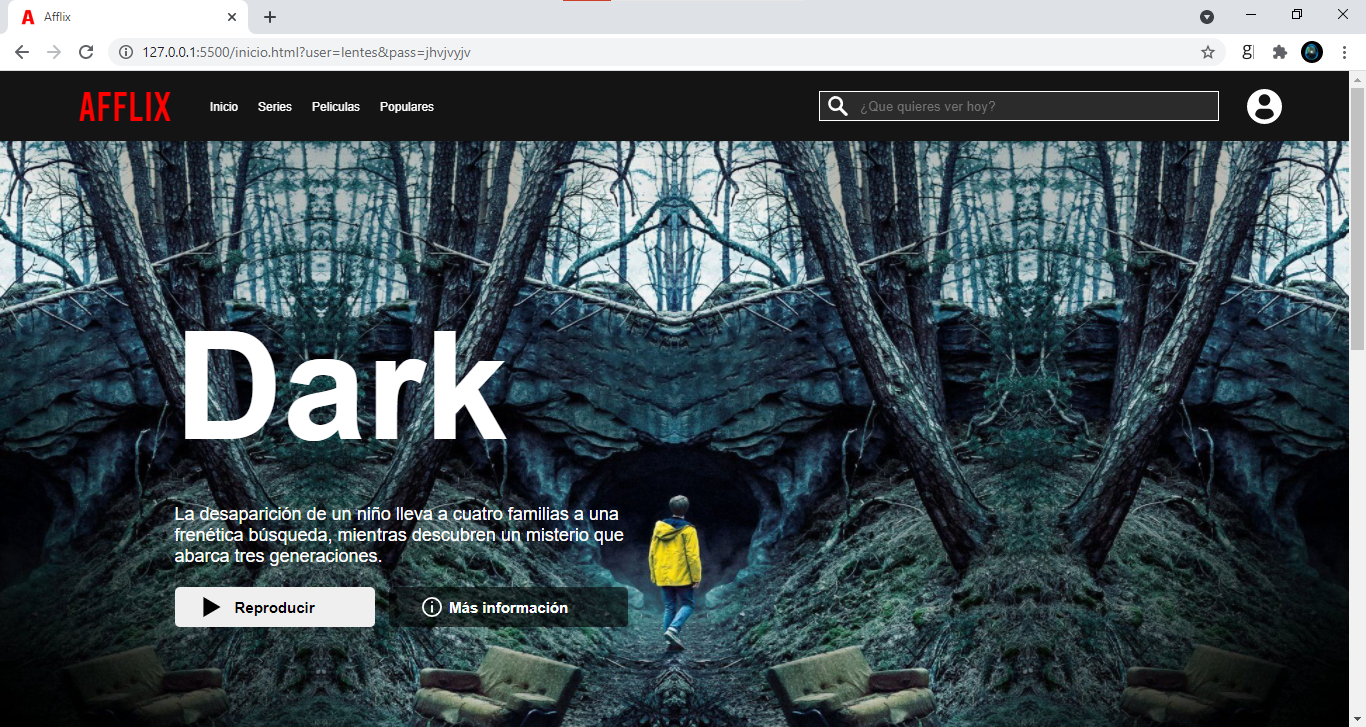 A Afflix
127.0.0.1:5500/inicio.html?user=lentes&pass=jhvjvyjv
g
AFFLIX Inicio Series Peliculas Populares ¿Que quieres ver hoy?
Dark
La desaparición de un niño lleva a cuatro familias a una
frenética búsqueda, mientras descubren un misterio que
abarca tres generaciones.
Reproducir Más información